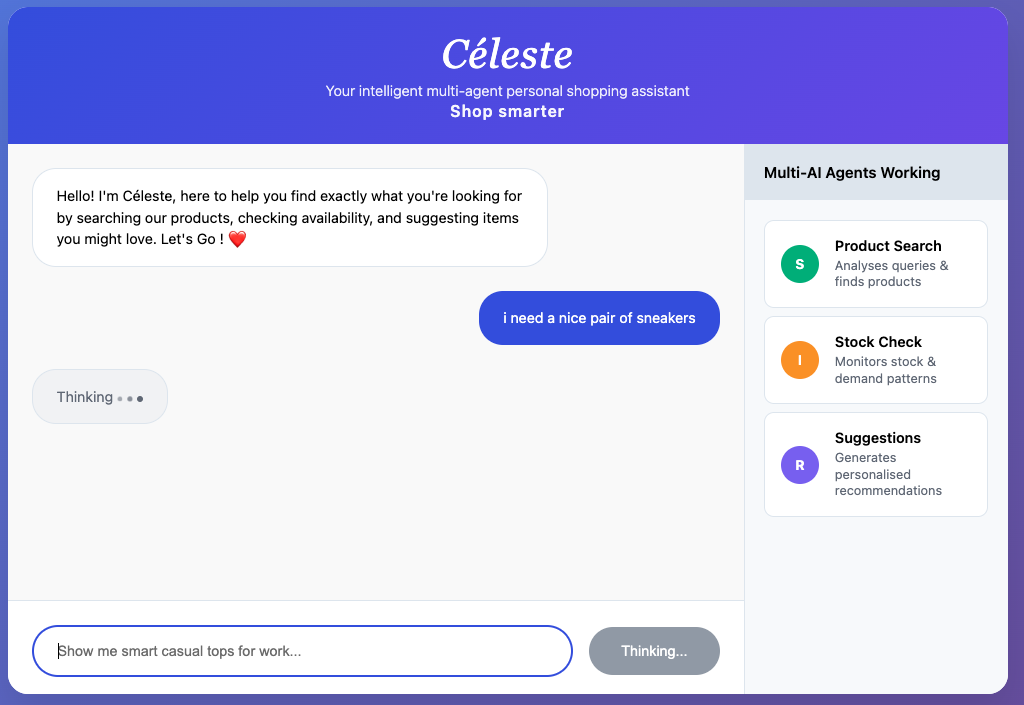 Céleste
Your intelligent multi-agent personal shopping assistant
Shop smarter
Hello! I'm Céleste, here to help you find exactly what you're looking for
by searching our products, checking availability, and suggesting items
you might love. Let's Go ! ❤️
i need a nice pair of sneakers
Thinking
Show me smart casual tops for work...
Thinking...
Multi-AI Agents Working
S
Product Search
Analyses queries &
finds products
I
Stock Check
Monitors stock &
demand patterns
R
Suggestions
Generates
personalised
recommendations